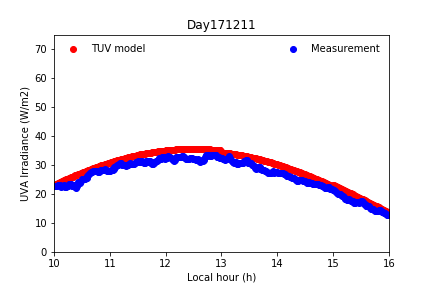 Day171211
TUV model
Measurement
UVA Irradiance (W/m2)
70
60
50
40
30
20
10
0
10 11 12 13 14 15 16
Local hour (h)